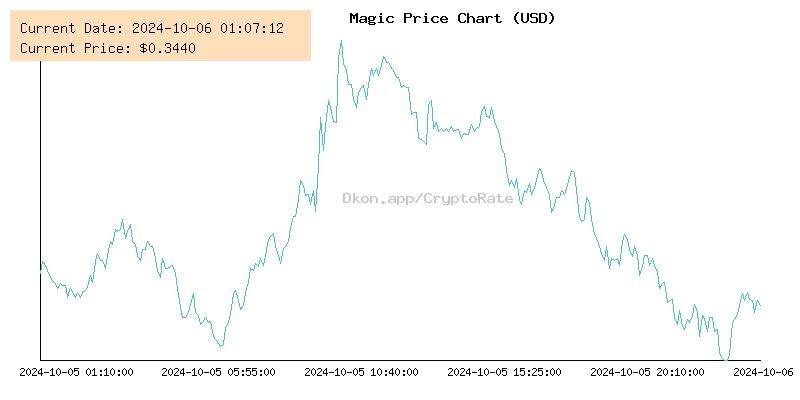 Magic Price Chart (USD)
Current Date: 2024-10-06 01:07:12
Current Price: $0.3440
Dkon.app/CryptoRate
2024-10-05 01:10:00 2024-10-05 05:55:00 2024-10-05 10:40:00 2024-10-05 15:25:00 2024-10-05 20:10:00 2024-10-06